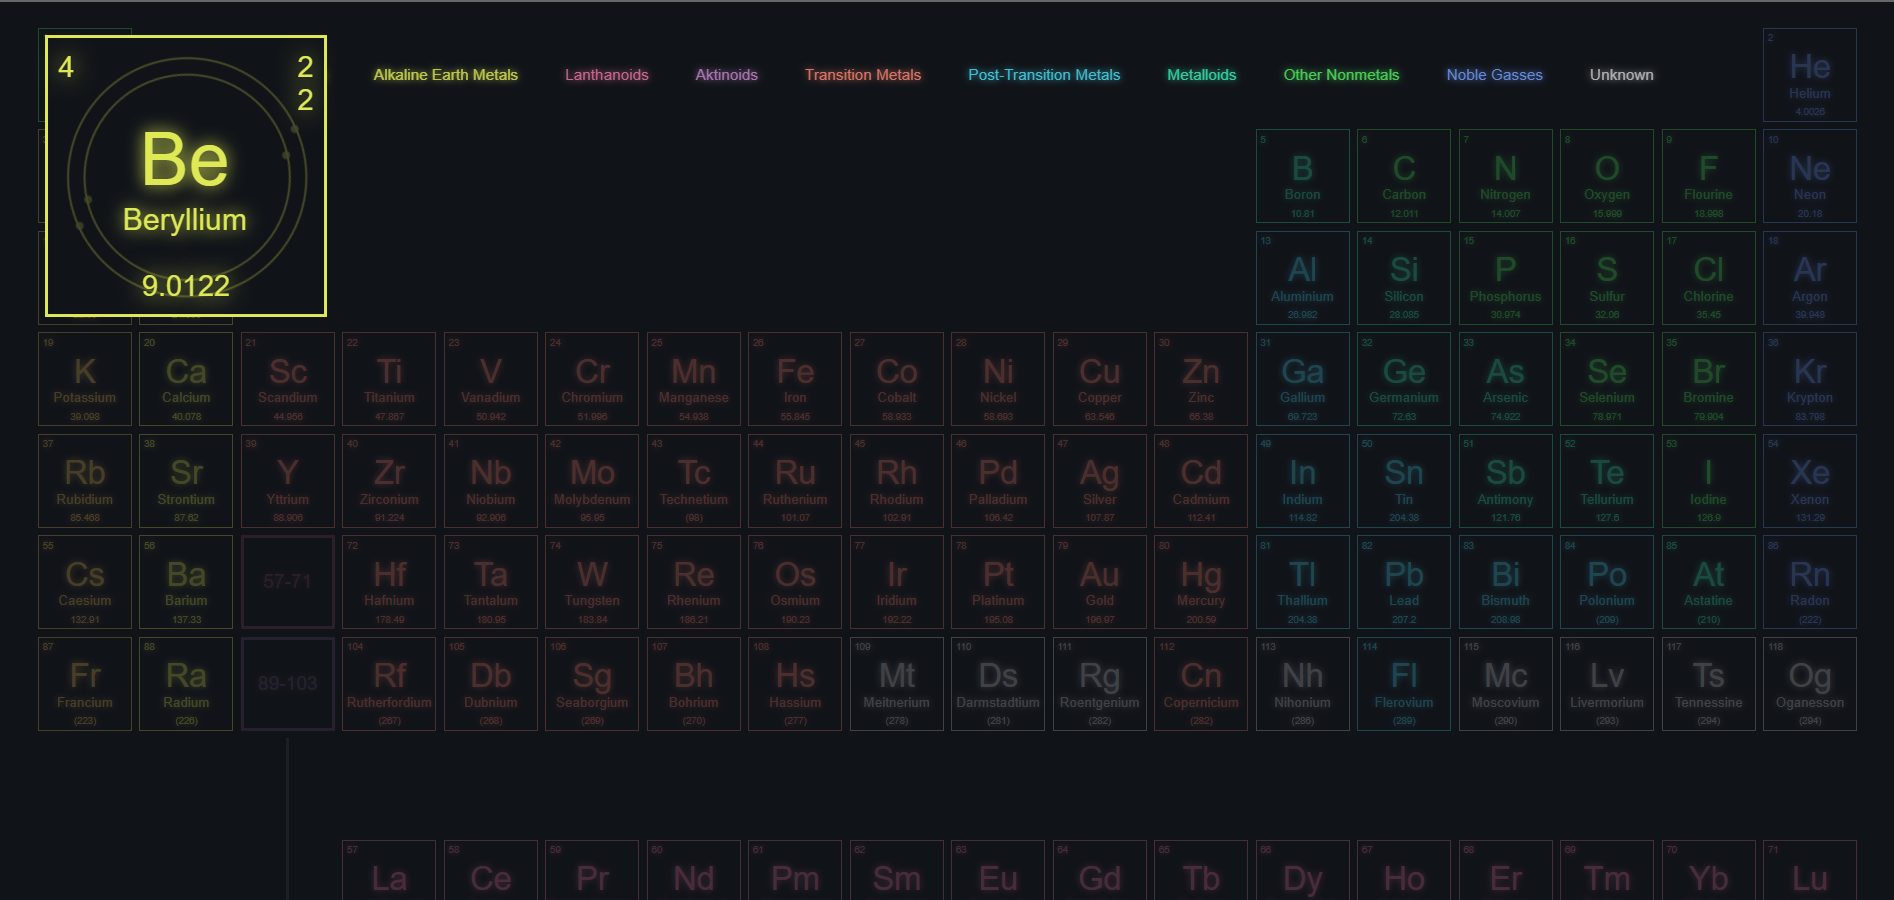 4
2
2
Be
Beryllium
9.0122
Alkaline Earth Metals Lanthanoids Aktinoids Transition Metals Post-Transition Metals Metalloids Other Nonmetals Noble Gasses Unknown
2
He
Helium
4.0026
5 6 7 8 9 10
B C N O F Ne
Boron Carbon Nitrogen Oxygen Flourine Neon
10.81 12.011 14.007 15.999 18.998 20.18
13 14 15 16 17 18
Al Si P S Cl Ar
Aluminium Silicon Phosphorus Sulfur Chlorine Argon
26.982 28.085 30.974 32.06 35.45 39.948
19 20 21 22 23 24 25 26 27 28 29 30 31 32 33 34 35 36
K Ca Sc Ti V Cr Mn Fe Co Ni Cu Zn Ga Ge As Se Br Kr
Potassium Calcium Scandium Titanium Vanadium Chromium Manganese Iron Cobalt Nickel Copper Zinc Gallium Germanium Arsenic Selenium Bromine Krypton
39.098 40.078 44.956 47.867 50.942 51.996 54.938 55.845 58.933 58.693 63.546 65.38 69.723 72.63 74.922 78.971 79.904 83.798
37 38 39 40 41 42 43 44 45 46 47 48 49 50 51 52 53 54
Rb Sr Y Zr Nb Mo Tc Ru Rh Pd Ag Cd In Sn Sb Te I Xe
Rubidium Strontium Yttrium Zirconium Niobium Molybdenum Technetium Ruthenium Rhodium Palladium Silver Cadmium Indium Tin Antimony Tellurium Iodine Xenon
85.468 87.62 88.906 91.224 92.906 95.95 (98) 101.07 102.91 106.42 107.87 112.41 114.82 204.38 121.76 127.6 126.9 131.29
55 56 72 73 74 75 76 77 78 79 80 81 82 83 84 85 86
Cs Ba 57-71 Hf Ta W Re Os Ir Pt Au Hg Tl Pb Bi Po At Rn
Caesium Barium Hafnium Tantalum Tungsten Rhenium Osmium Iridium Platinum Gold Mercury Thallium Lead Bismuth Polonium Astatine Radon
132.91 137.33 178.49 180.95 183.84 186.21 190.23 192.22 195.08 196.97 200.59 204.38 207.2 208.98 (209) (210) (222)
87 88 104 105 106 107 108 109 110 111 112 113 114 115 116 117 118
Fr Ra 89-103 Rf Db Sg Bh Hs Mt Ds Rg Cn Nh Fl Mc Lv Ts Og
Francium Radium Rutherfordium Dubnium Seaborgium Bohrium Hassium Meitnerium Darmstadtium Roentgenium Copernicium Nihonium Flerovium Moscovium Livermorium Tennessine Oganesson
(223) (226) (267) (268) (269) (270) (277) (278) (281) (282) (282) (286) (289) (290) (293) (294) (294)
57 58 59 60 61 62 63 64 65 66 67 68 69 70 71
La Ce Pr Nd Pm Sm Eu Gd Tb Dy Ho Er Tm Yb Lu